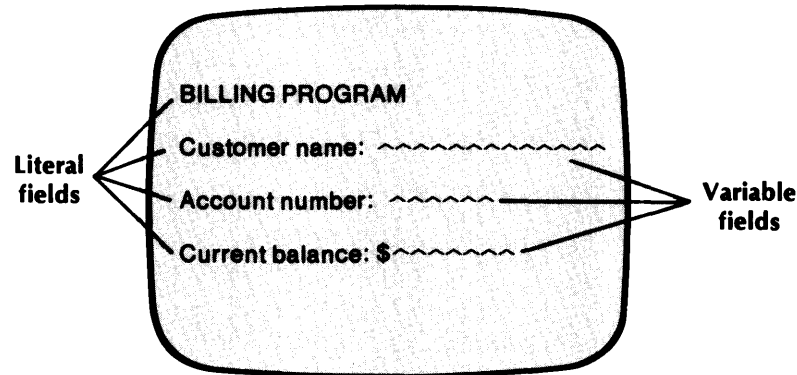 BILLING PROGRAM
Customer name: ^^^^^^^^^^^^^^
Account number: ^^^^^^^
Current balance: $^^^^^^^^
Literal
fields
Variable
fields